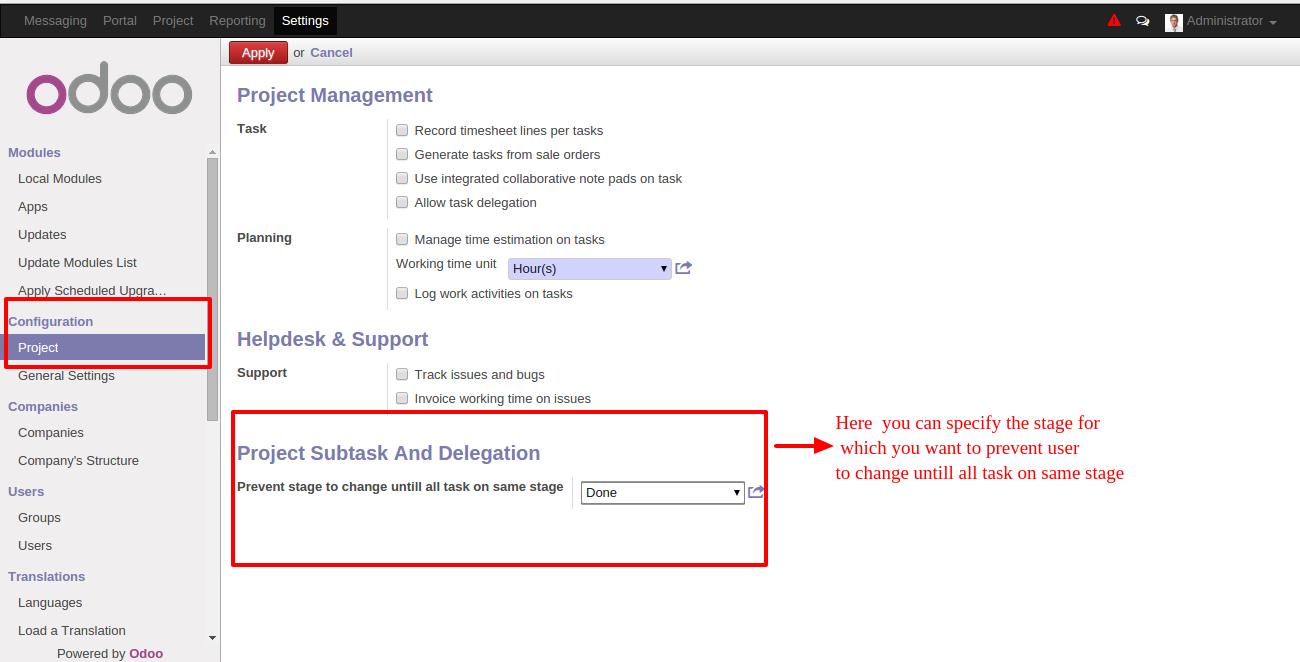 Messaging Portal Project Reporting Settings Administrator
Apply or Cancel
odoo
Modules
Local Modules
Apps
Updates
Update Modules List
Apply Scheduled Upgra...
Configuration
Project
General Settings
Companies
Companies
Company's Structure
Users
Groups
Users
Translations
Languages
Load a Translation
Powered by Odoo
Project Management
Task
Record timesheet lines per tasks
Generate tasks from sale orders
Use integrated collaborative note pads on task
Allow task delegation
Planning
Manage time estimation on tasks
Working time unit Hour(s)
Log work activities on tasks
Helpdesk & Support
Support
Track issues and bugs
Invoice working time on issues
Project Subtask And Delegation
Prevent stage to change untill all task on same stage Done
Here you can specify the stage for
which you want to prevent user
to change untill all task on same stage